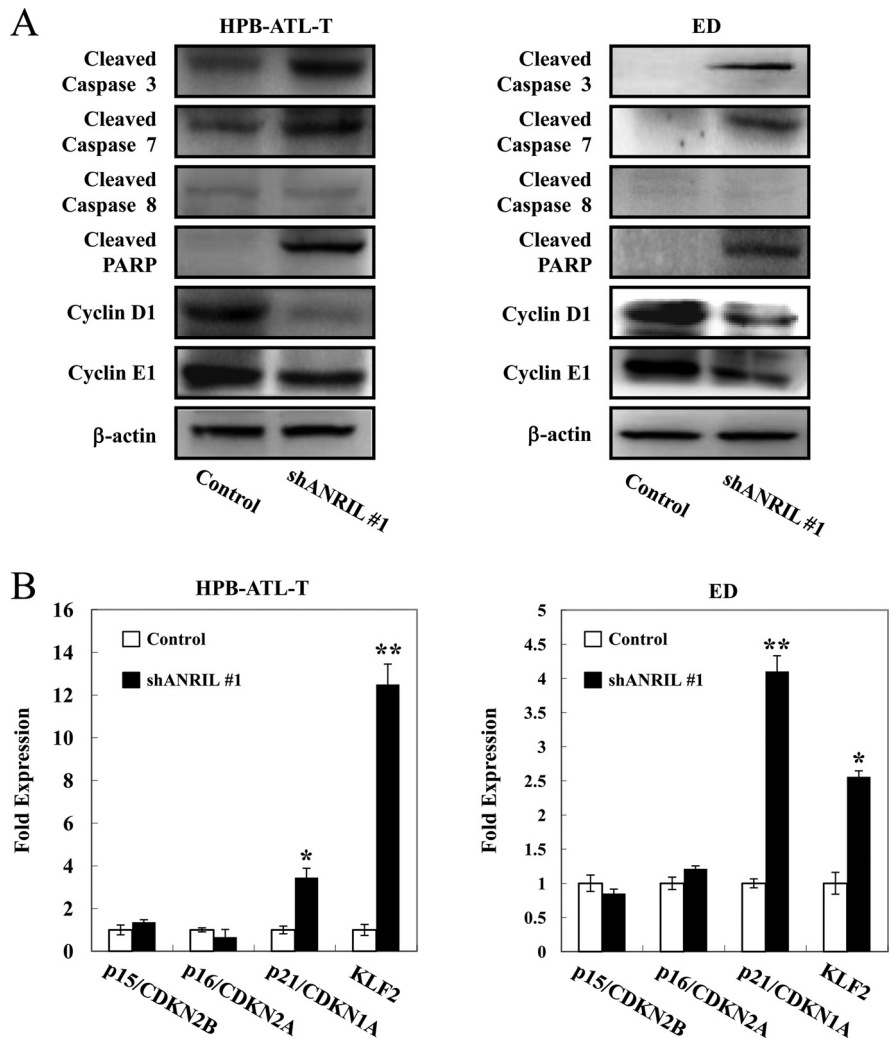 A
HPB-ATL-T
Cleaved
Caspase 3
Cleaved
Caspase 7
Cleaved
Caspase 8
Cleaved
PARP
Cyclin D1
Cyclin E1
β-actin
Control
shANRIL #1
ED
Cleaved
Caspase 3
Cleaved
Caspase 7
Cleaved
Caspase 8
Cleaved
PARP
Cyclin D1
Cyclin E1
β-actin
Control
shANRIL #1
B
HPB-ATL-T
Fold Expression
16
14
12
10
8
6
4
2
0
Control
shANRIL #1
*
**
p15/CDKN2B
p16/CDKN2A
p21/CDKN1A
KLF2
ED
Fold Expression
5
4.5
4
3.5
3
2.5
2
1.5
1
0.5
0
Control
shANRIL #1
**
*
p15/CDKN2B
p16/CDKN2A
p21/CDKN1A
KLF2